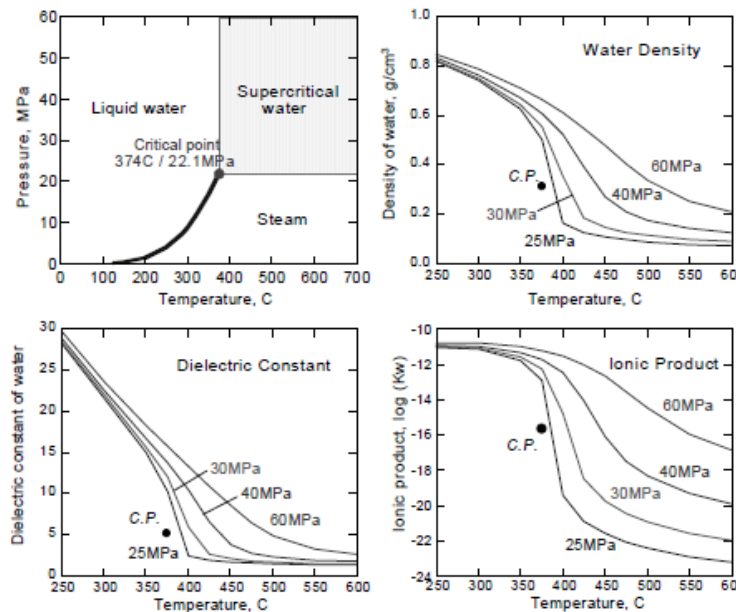 60
50
40
30
20
10
0
Pressure, MPa
Liquid water
Supercritical
water
Critical point
374C / 22.1MPa
Steam
0 100 200 300 400 500 600 700
Temperature, C
1.0
0.8
0.6
0.4
0.2
0.0
Density of water, g/cm³
Water Density
C.P.
60MPa
40MPa
30MPa
25MPa
250 300 350 400 450 500 550 600
Temperature, C
30
25
20
15
10
5
0
Dielectric constant of water
Dielectric Constant
30MPa
40MPa
60MPa
C.P.
25MPa
250 300 350 400 450 500 550 600
Temperature, C
-10
-12
-14
-16
-18
-20
-22
-24
Ionic product, log (Kw)
Ionic Product
60MPa
C.P.
40MPa
30MPa
25MPa
250 300 350 400 450 500 550 600
Temperature, C